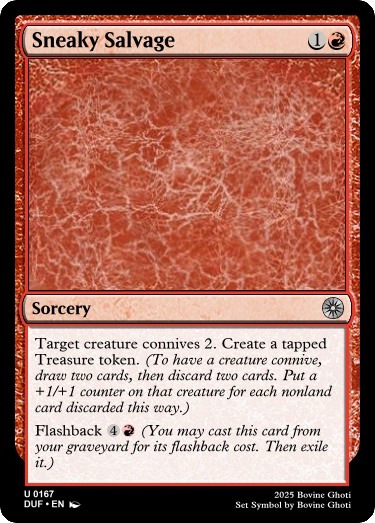 Sneaky Salvage 1
Sorcery
Target creature connives 2. Create a tapped
Treasure token. (To have a creature connive,
draw two cards, then discard two cards. Put a
+1/+1 counter on that creature for each nonland
card discarded this way.)
Flashback 4 (You may cast this card from
your graveyard for its flashback cost. Then exile
it.)
U 0167
DUF • EN
2025 Bovine Ghoti
Set Symbol by Bovine Ghoti